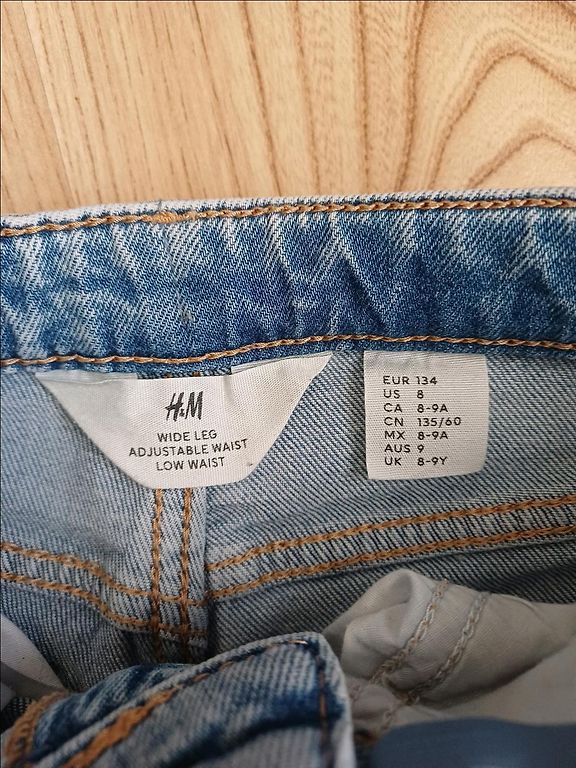 H&M
WIDE LEG
ADJUSTABLE WAIST
LOW WAIST
EUR 134
US 8
CA 8-9A
CN 135/60
MX 8-9A
AUS 9
UK 8-9Y